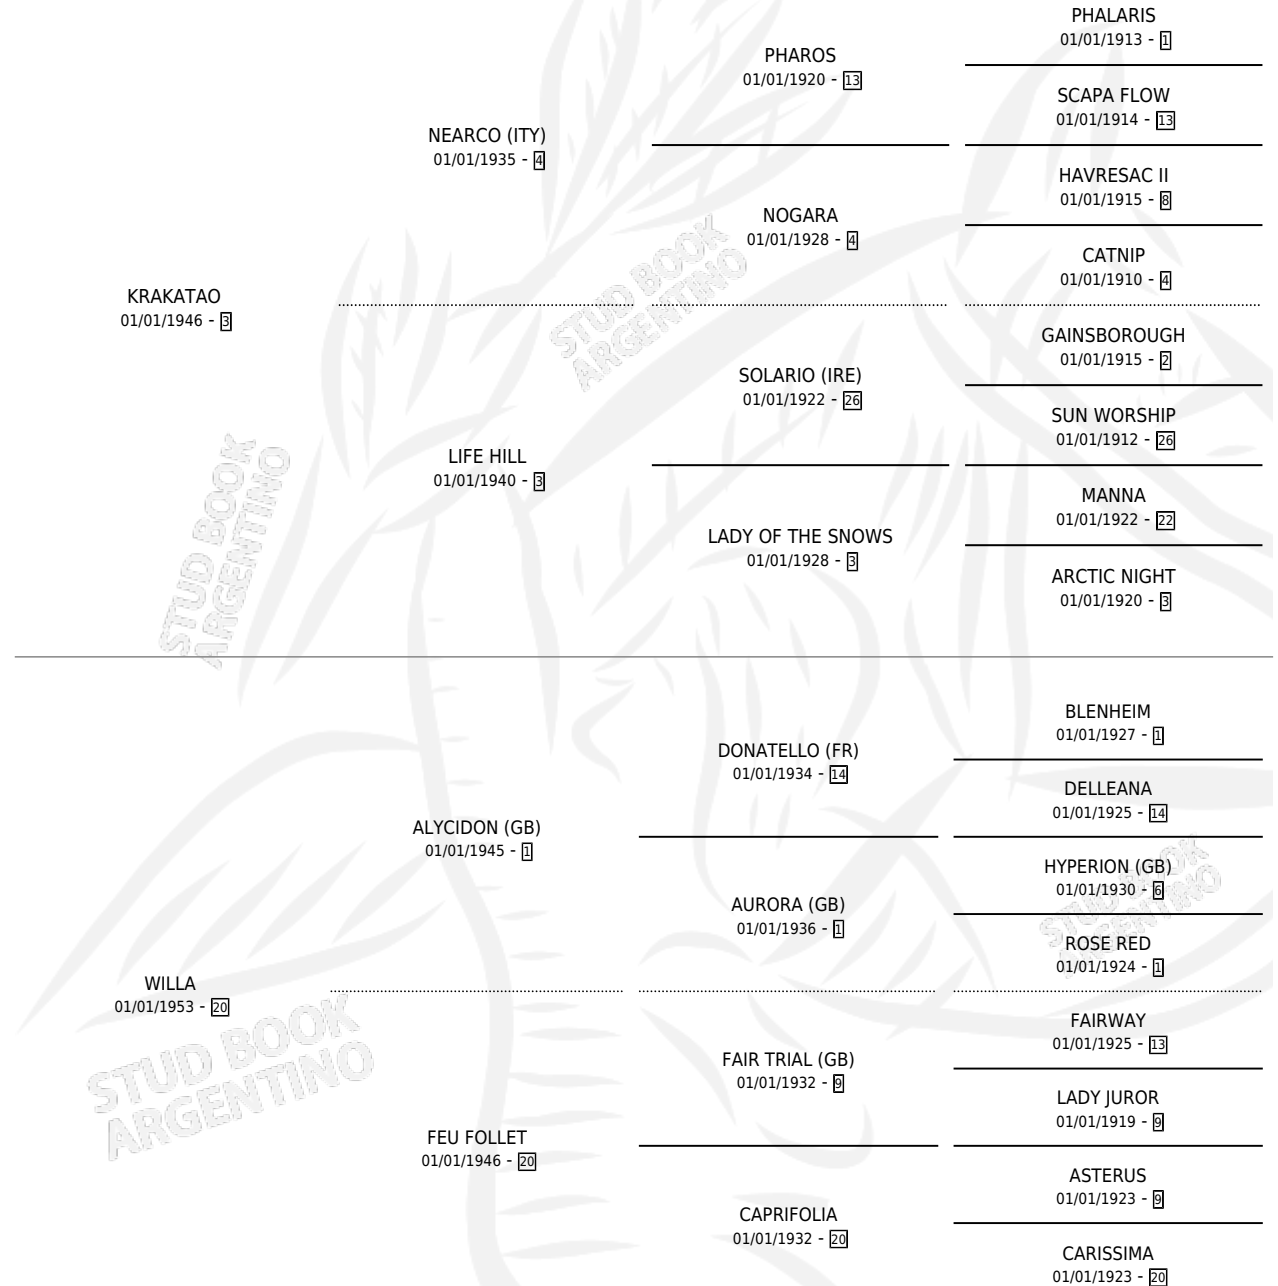 PHALARIS
01/01/1913 - 1
PHAROS
01/01/1920 - 13
SCAPA FLOW
01/01/1914 - 13
NEARCO (ITY)
01/01/1935 - 4
HAVRESAC II
01/01/1915 - 8
NOGARA
01/01/1928 - 4
CATNIP
01/01/1910 - 4
KRAKATAO
01/01/1946 - 3
GAINSBOROUGH
01/01/1915 - 2
SOLARIO (IRE)
01/01/1922 - 26
SUN WORSHIP
01/01/1912 - 26
LIFE HILL
01/01/1940 - 3
MANNA
01/01/1922 - 22
LADY OF THE SNOWS
01/01/1928 - 3
ARCTIC NIGHT
01/01/1920 - 3
BLENHEIM
01/01/1927 - 1
DONATELLO (FR)
01/01/1934 - 14
DELLEANA
01/01/1925 - 14
ALYCIDON (GB)
01/01/1945 - 1
HYPERION (GB)
01/01/1930 - 6
AURORA (GB)
01/01/1936 - 1
ROSE RED
01/01/1924 - 1
WILLA
01/01/1953 - 20
FAIRWAY
01/01/1925 - 13
FAIR TRIAL (GB)
01/01/1932 - 9
LADY JUROR
01/01/1919 - 9
FEU FOLLET
01/01/1946 - 20
ASTERUS
01/01/1923 - 9
CAPRIFOLIA
01/01/1932 - 20
CARISSIMA
01/01/1923 - 20
STUD BOOK
ARGENTINO
STUD BOOK
ARGENTINO
STUD BOOK
ARGENTINO
STUD BOOK
ARGENTINO